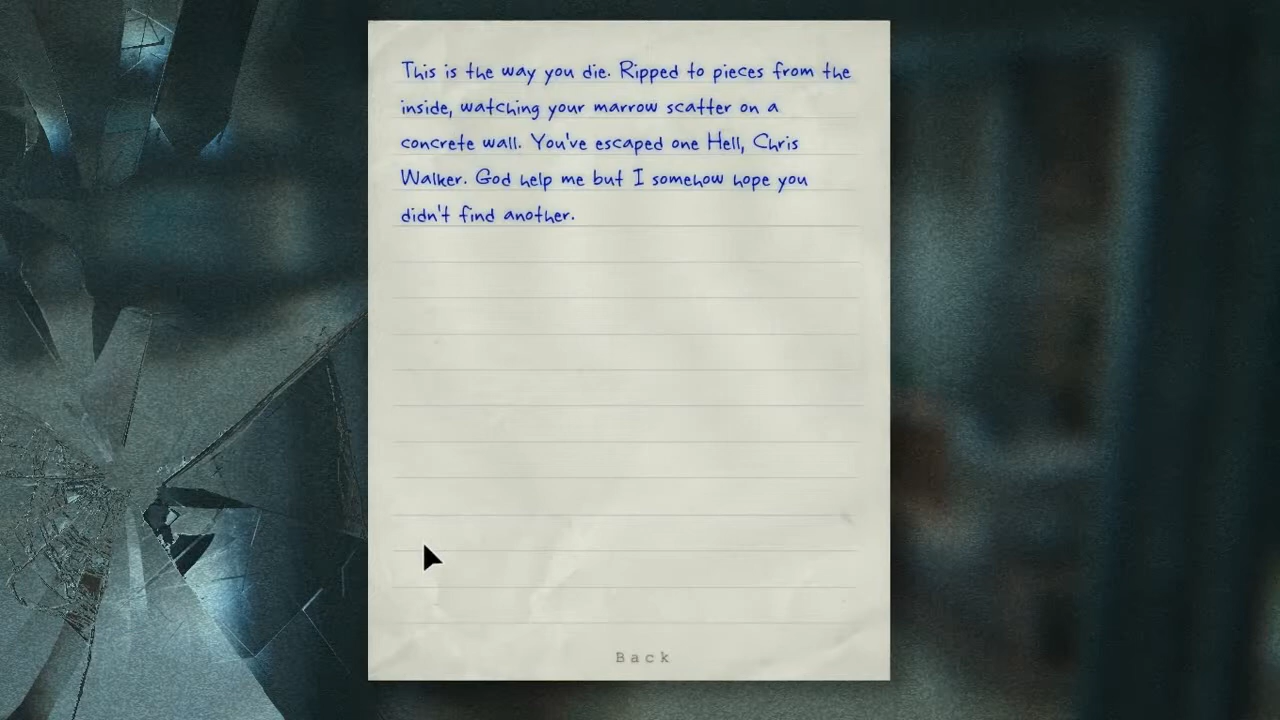 This is the way you die. Ripped to pieces from the
inside, watching your marrow scatter on a
concrete wall. You've escaped one Hell, Chris
Walker. God help me but I somehow hope you
didn't find another.
Back